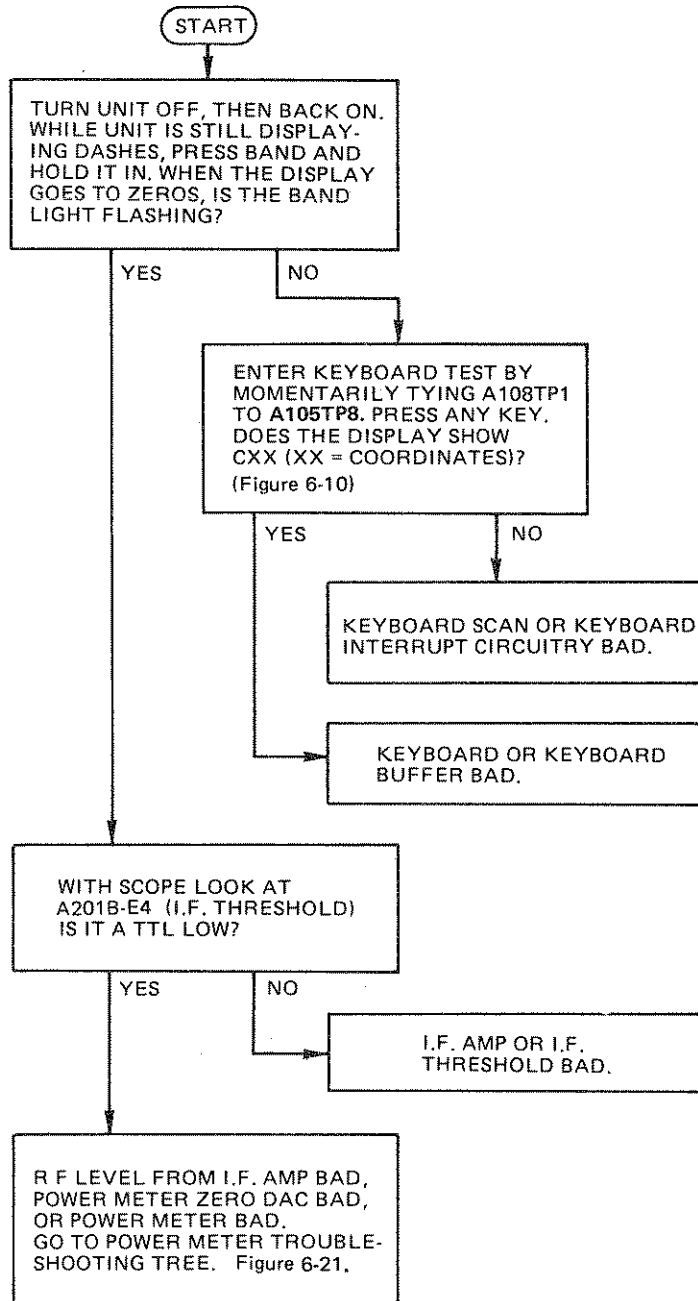 START
TURN UNIT OFF, THEN BACK ON.
WHILE UNIT IS STILL DISPLAY-
ING DASHES, PRESS BAND AND
HOLD IT IN. WHEN THE DISPLAY
GOES TO ZEROS, IS THE BAND
LIGHT FLASHING?
YES
NO
ENTER KEYBOARD TEST BY
MOMENTARILY TYING A108TP1
TO A105TP8. PRESS ANY KEY.
DOES THE DISPLAY SHOW
CXX (XX = COORDINATES)?
(Figure 6-10)
YES
NO
KEYBOARD SCAN OR KEYBOARD
INTERRUPT CIRCUITRY BAD.
KEYBOARD OR KEYBOARD
BUFFER BAD.
WITH SCOPE LOOK AT
A201B-E4 (I.F. THRESHOLD)
IS IT A TTL LOW?
YES
NO
I.F. AMP OR I.F.
THRESHOLD BAD.
R F LEVEL FROM I.F. AMP BAD,
POWER METER ZERO DAC BAD,
OR POWER METER BAD.
GO TO POWER METER TROUBLE-
SHOOTING TREE. Figure 6-21.